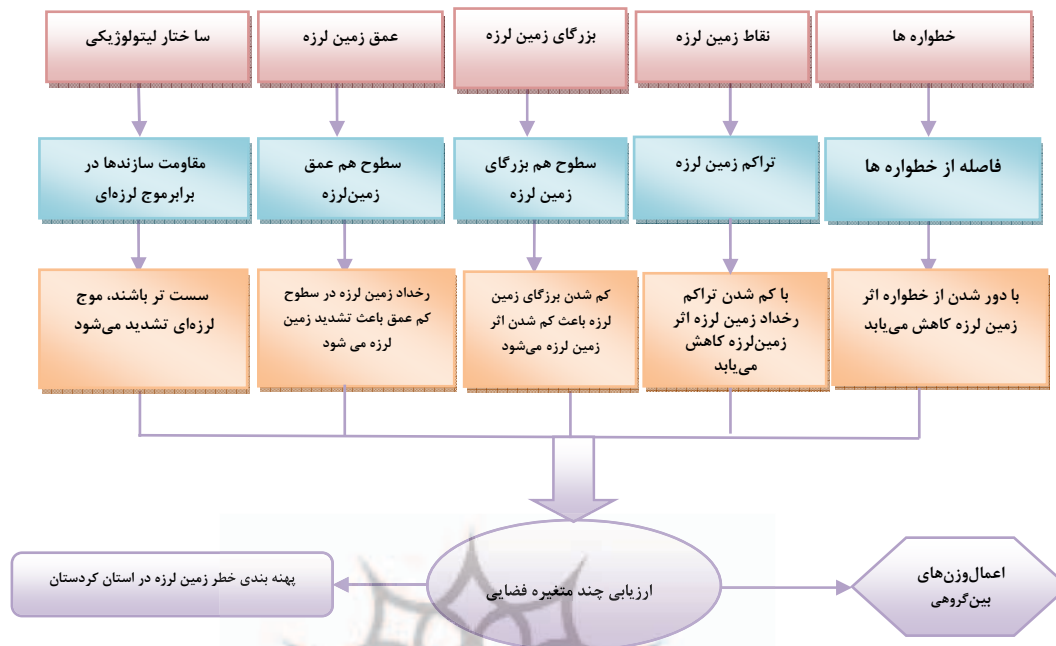 خطواره ها
نقاط زمین لرزه
بزرگای زمین لرزه
عمق زمین لرزه
سا ختار لیتولوژیکی
فاصله از خطواره ها
تراکم زمین لرزه
سطوح هم بزرگای
زمین لرزه
سطوح هم عمق
زمین‌لرزه
مقاومت سازندها در
برابرموج لرزه‌ای
با دور شدن از خطواره اثر
زمین لرزه کاهش می‌یابد
با کم شدن تراکم
رخداد زمین لرزه اثر
زمین‌لرزه کاهش
می‌یابد
کم شدن برزگای زمین
لرزه باعث کم شدن اثر
زمین لرزه می‌شود
رخداد زمین لرزه در سطوح
کم عمق باعث تشدید زمین
لرزه می شود
سست تر باشند، موج
لرزه‌ای تشدید می‌شود
اعمال‌وزن‌های
بین‌گروهی
ارزیابی چند متغیره فضایی
پهنه بندی خطر زمین لرزه در استان کردستان